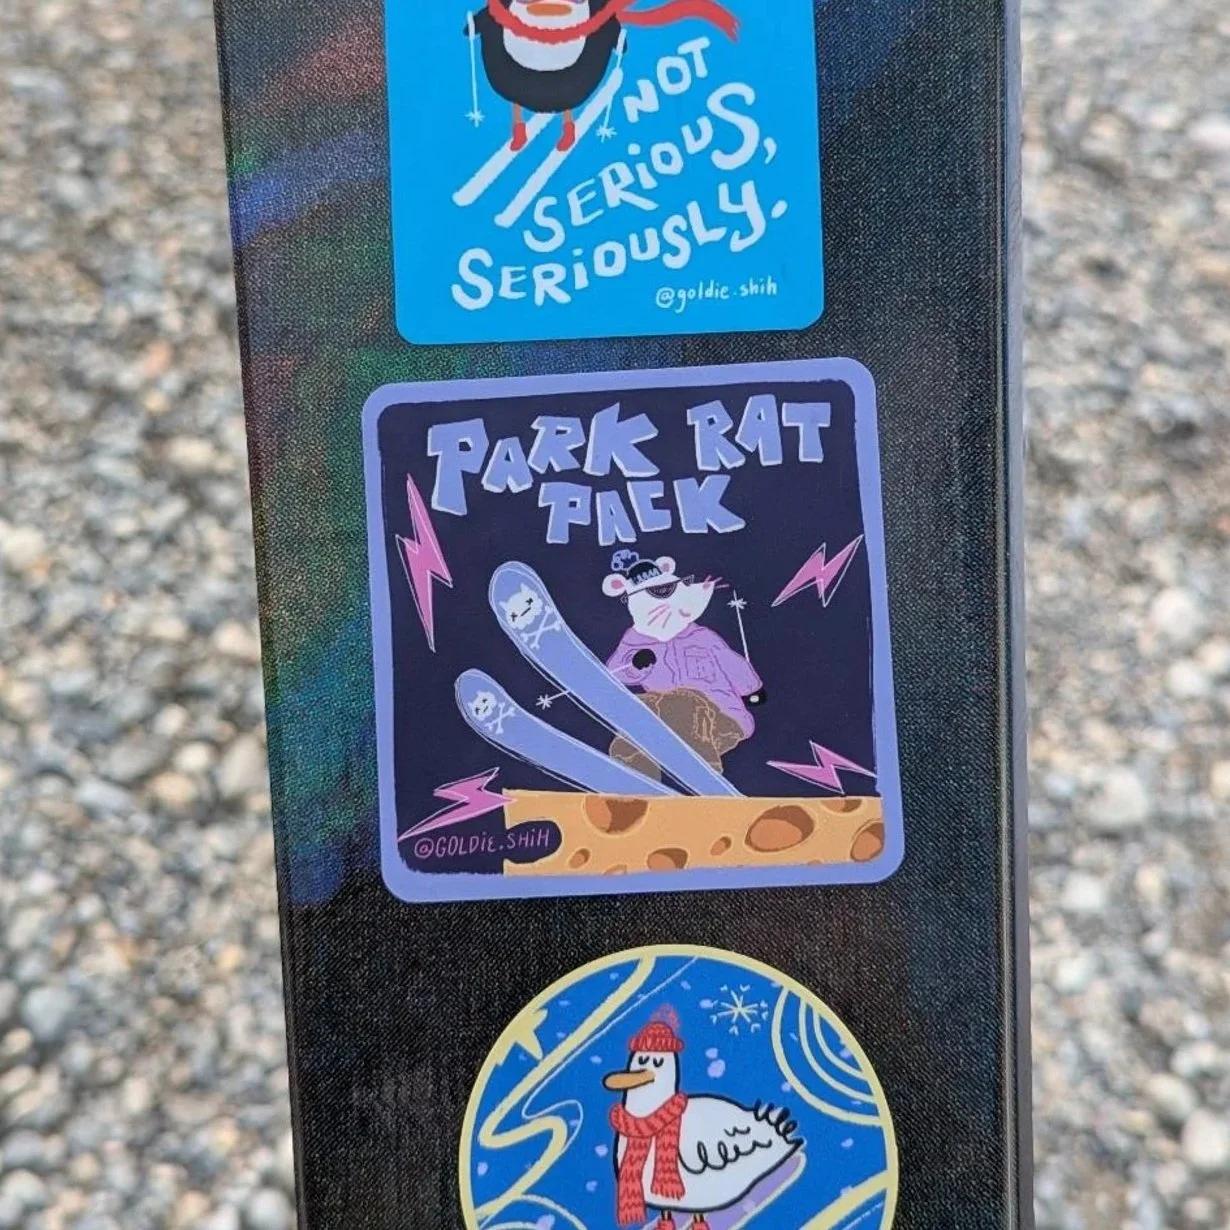 NOT
SERiOUS,
SERiOUSLY.
@goldie.shih
PARK RAT
PACK
@GOLDiE.SHiH